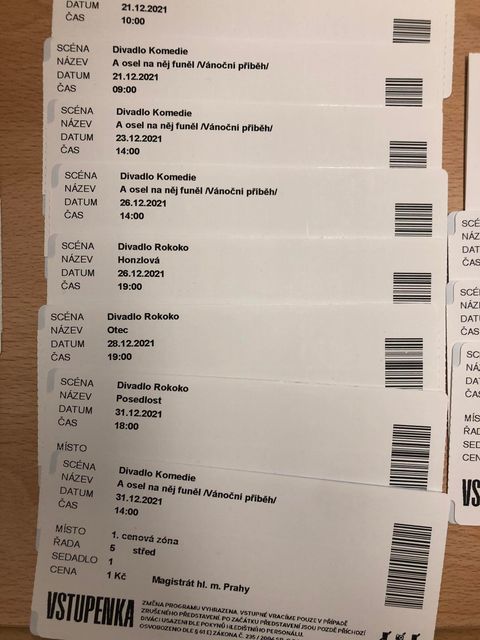 DATUM 21.12.2021
ČAS 10:00
SCÉNA Divadlo Komedie
NÁZEV A osel na něj funěl /Vánoční příběh/
DATUM 21.12.2021
ČAS 09:00
SCÉNA Divadlo Komedie
NÁZEV A osel na něj funěl /Vánoční příběh/
DATUM 23.12.2021
ČAS 14:00
SCÉNA Divadlo Komedie
NÁZEV A osel na něj funěl /Vánoční příběh/
DATUM 26.12.2021
ČAS 14:00
SCÉNA Divadlo Rokoko
NÁZEV Honzlová
DATUM 26.12.2021
ČAS 19:00
SCÉNA Divadlo Rokoko
NÁZEV Otec
DATUM 28.12.2021
ČAS 19:00
SCÉNA Divadlo Rokoko
NÁZEV Posedlost
DATUM 31.12.2021
ČAS 18:00
MÍSTO
SCÉNA Divadlo Komedie
NÁZEV A osel na něj funěl /Vánoční příběh/
DATUM 31.12.2021
ČAS 14:00
MÍSTO 1. cenová zóna
ŘADA 5 střed
SEDADLO 1
CENA 1 Kč Magistrát hl. m. Prahy
VSTUPENKA
ZMĚNA PROGRAMU VYHRAZENA. VSTUPNÉ VRACÍME POUZE V PŘÍPADĚ
ZRUŠENÉHO PŘEDSTAVENÍ. PO ZAČÁTKU PŘEDSTAVENÍ JSOU POZDĚ PŘÍCHOZÍ
DIVÁCI USAZENI DLE POKYNŮ HLEDIŠTNÍHO PERSONÁLU.
OSVOBOZENO DLE § 61 E) ZÁKONA Č. 235
SCÉ
NÁZ
DAT
ČAS
SCÉ
NÁZ
DAT
ČAS
SC
NÁ
DA
ČA
MÍS
ŘAD
SED
CEN
VS